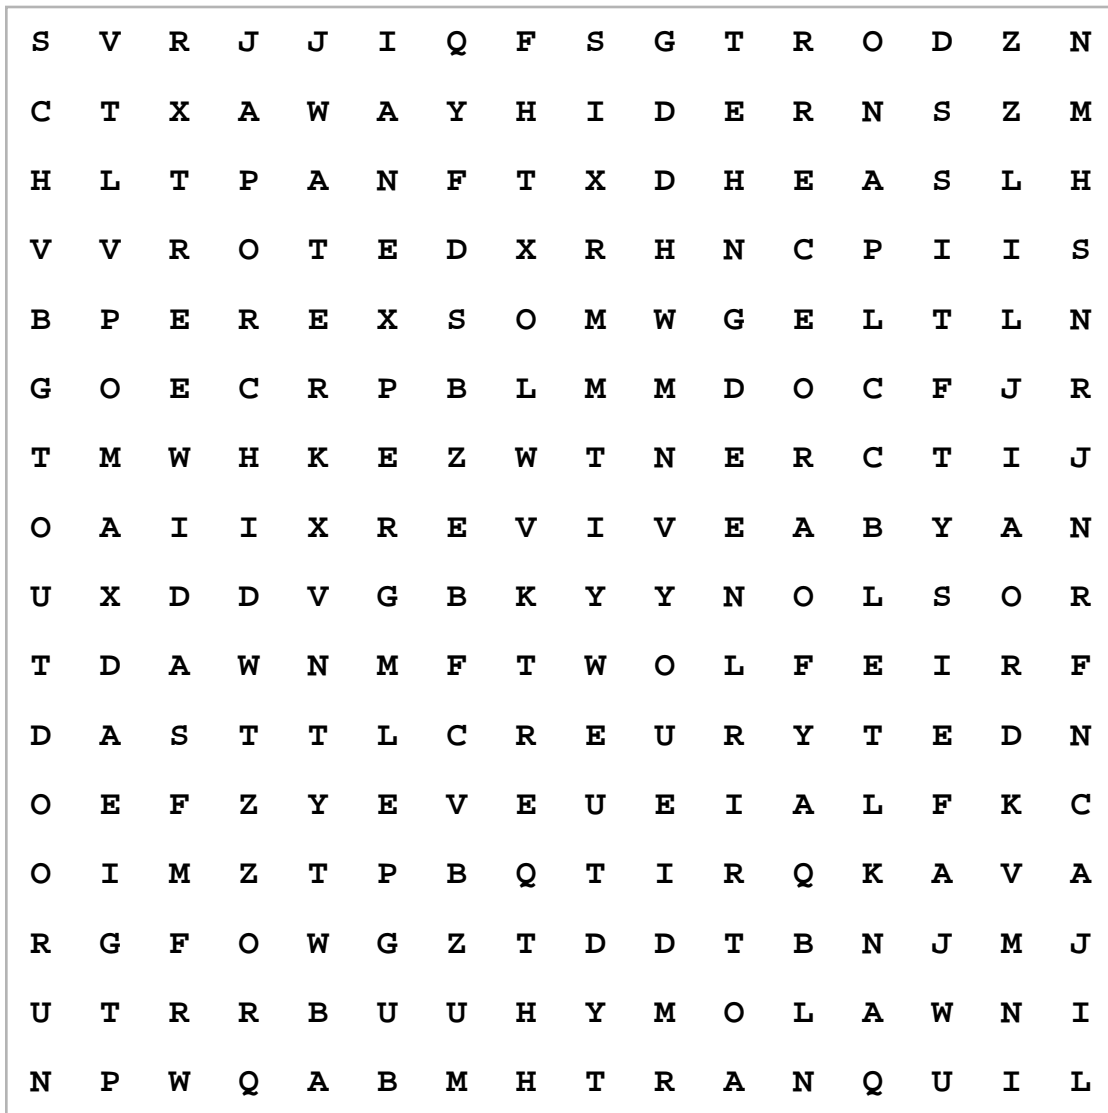 S V R J J I Q F S G T R O D Z N
C T X A W A Y H I D E R N S Z M
H L T P A N F T X D H E A S L H
V V R O T E D X R H N C P I I S
B P E R E X S O M W G E L T L N
G O E C R P B L M M D O C F J R
T M W H K E Z W T N E R C T I J
O A I I X R E V I V E A B Y A N
U X D D V G B K Y Y N O L S O R
T D A W N M F T W O L F E I R F
D A S T T L C R E U R Y T E D N
O E F Z Y E V E U E I A L F K C
O I M Z T P B Q T I R Q K A V A
R G F O W G Z T D D T B N J M J
U T R R B U U H Y M O L A W N I
N P W Q A B M H T R A N Q U I L